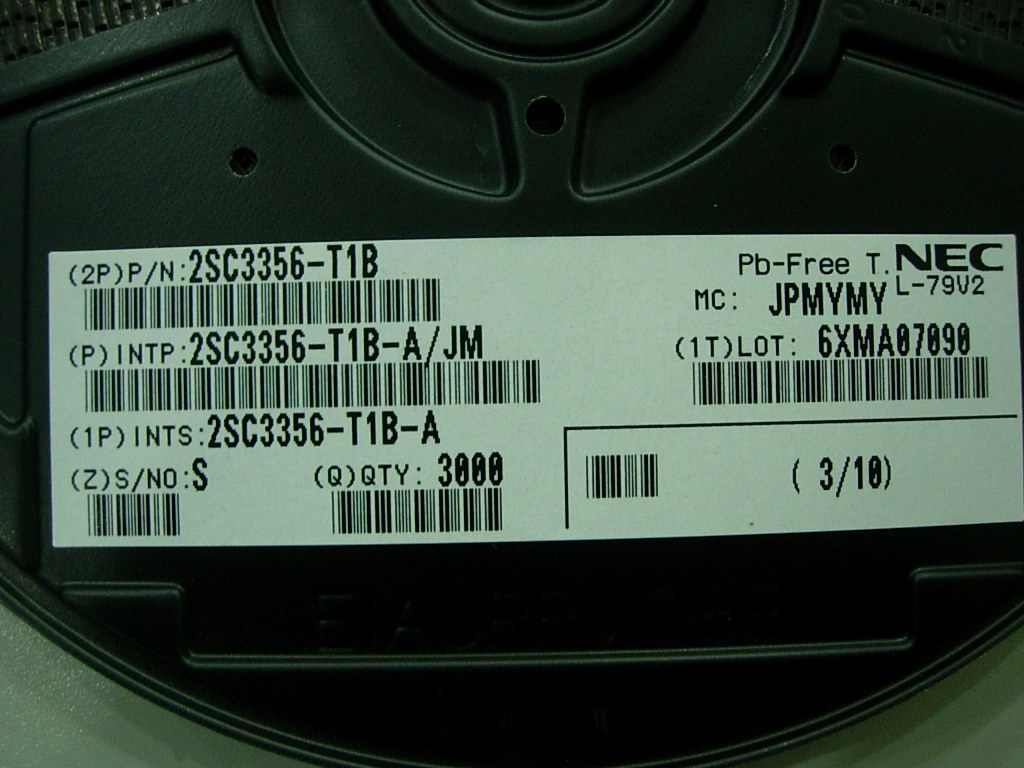 (2P)P/N:2SC3356-T1B
Pb-Free T. NEC
MC: JPMYMY L-79V2
(P)INTP:2SC3356-T1B-A/JM
(1T)LOT: 6XMA07090
(1P)INTS:2SC3356-T1B-A
(Z)S/NO:S (Q)QTY: 3000
( 3/10)